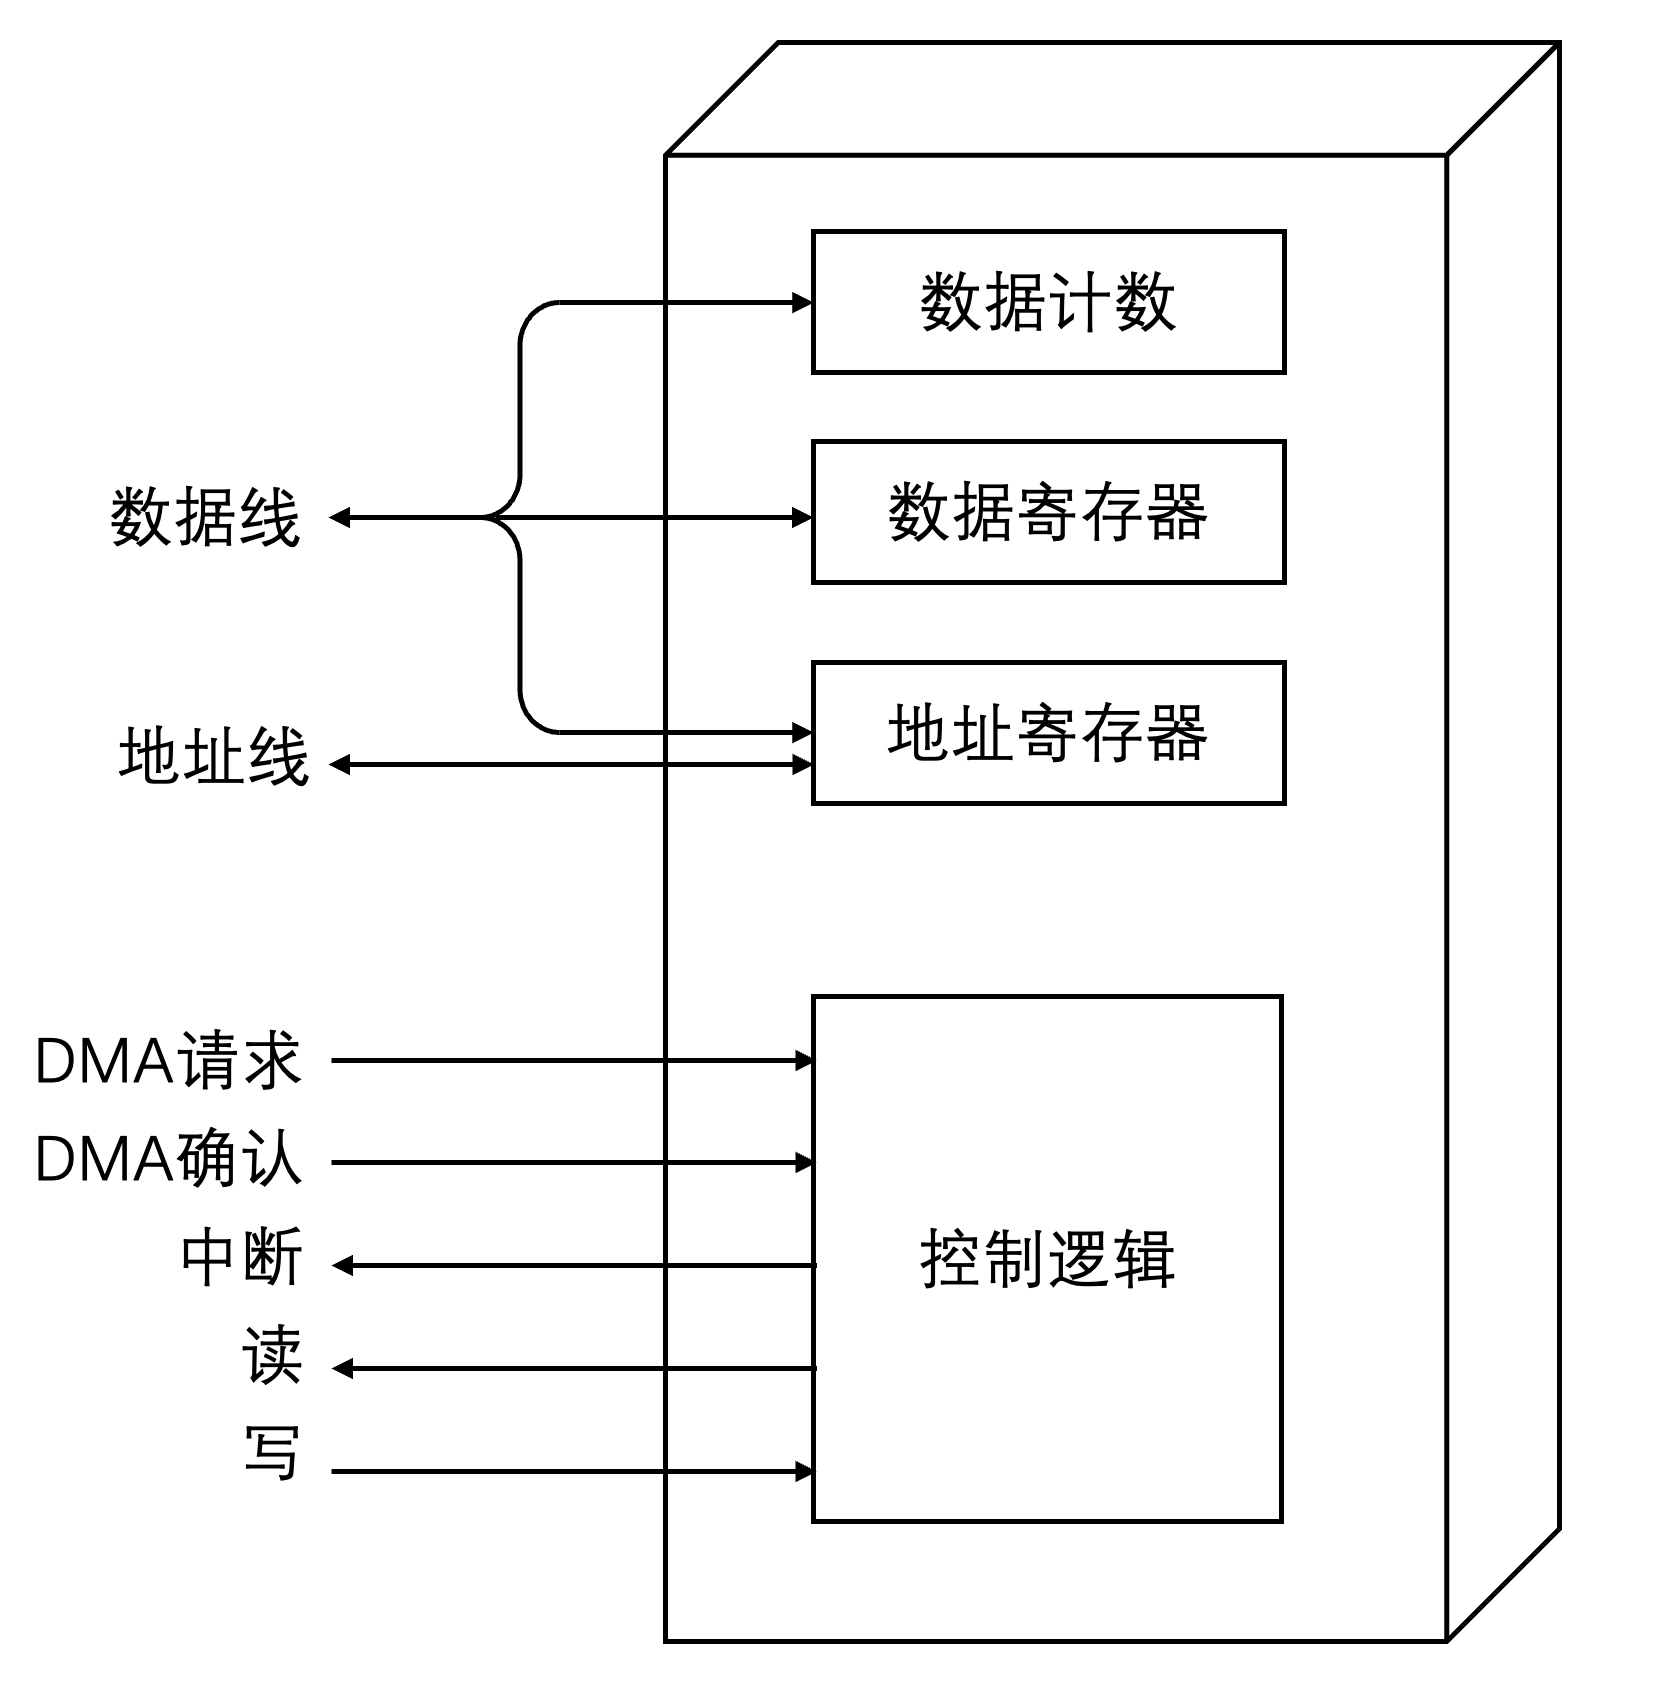 数据计数
数据线
数据寄存器
地址线
地址寄存器
DMA请求
DMA确认
中断
读
写
控制逻辑